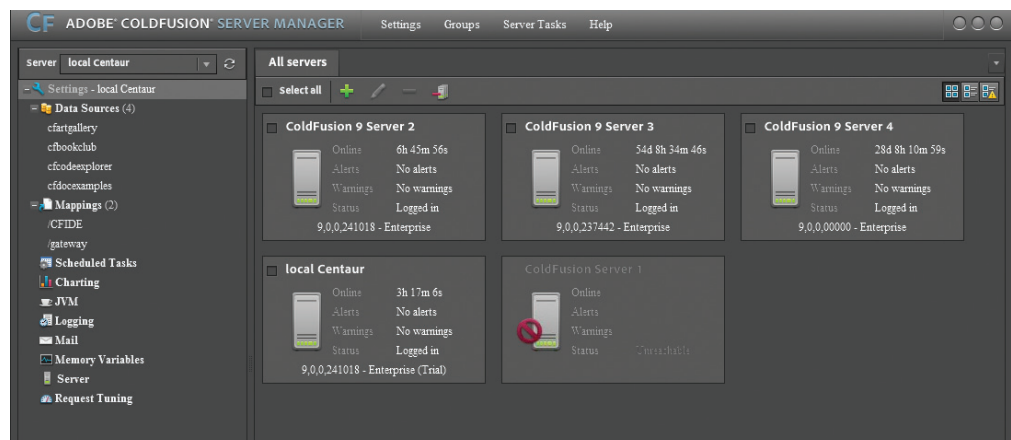 CF ADOBE® COLDFUSION® SERVER MANAGER Settings Groups Server Tasks Help
Server local Centaur
Settings - local Centaur
Data Sources (4)
cfartgallery
cfbookclub
cfcodeexplorer
cfdocexamples
Mappings (2)
/CFIDE
/gateway
Scheduled Tasks
Charting
JVM
Logging
Mail
Memory Variables
Server
Request Tuning
All servers
Select all
ColdFusion 9 Server 2
Online 6h 45m 56s
Alerts No alerts
Warnings No warnings
Status Logged in
9,0,0,241018 - Enterprise
ColdFusion 9 Server 3
Online 54d 8h 34m 46s
Alerts No alerts
Warnings No warnings
Status Logged in
9,0,0,237442 - Enterprise
ColdFusion 9 Server 4
Online 28d 8h 10m 59s
Alerts No alerts
Warnings No warnings
Status Logged in
9,0,0,00000 - Enterprise
local Centaur
Online 3h 17m 6s
Alerts No alerts
Warnings No warnings
Status Logged in
9,0,0,241018 - Enterprise (Trial)
ColdFusion Server 1
Online
Alerts
Warnings
Status